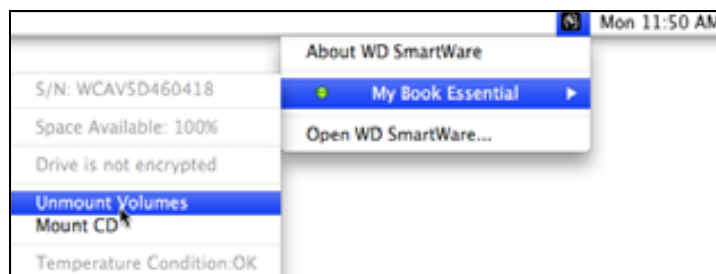 Mon 11:50 AM
About WD SmartWare
My Book Essential
Open WD SmartWare...
S/N: WCAVSD460418
Space Available: 100%
Drive is not encrypted
Unmount Volumes
Mount CD
Temperature Condition:OK